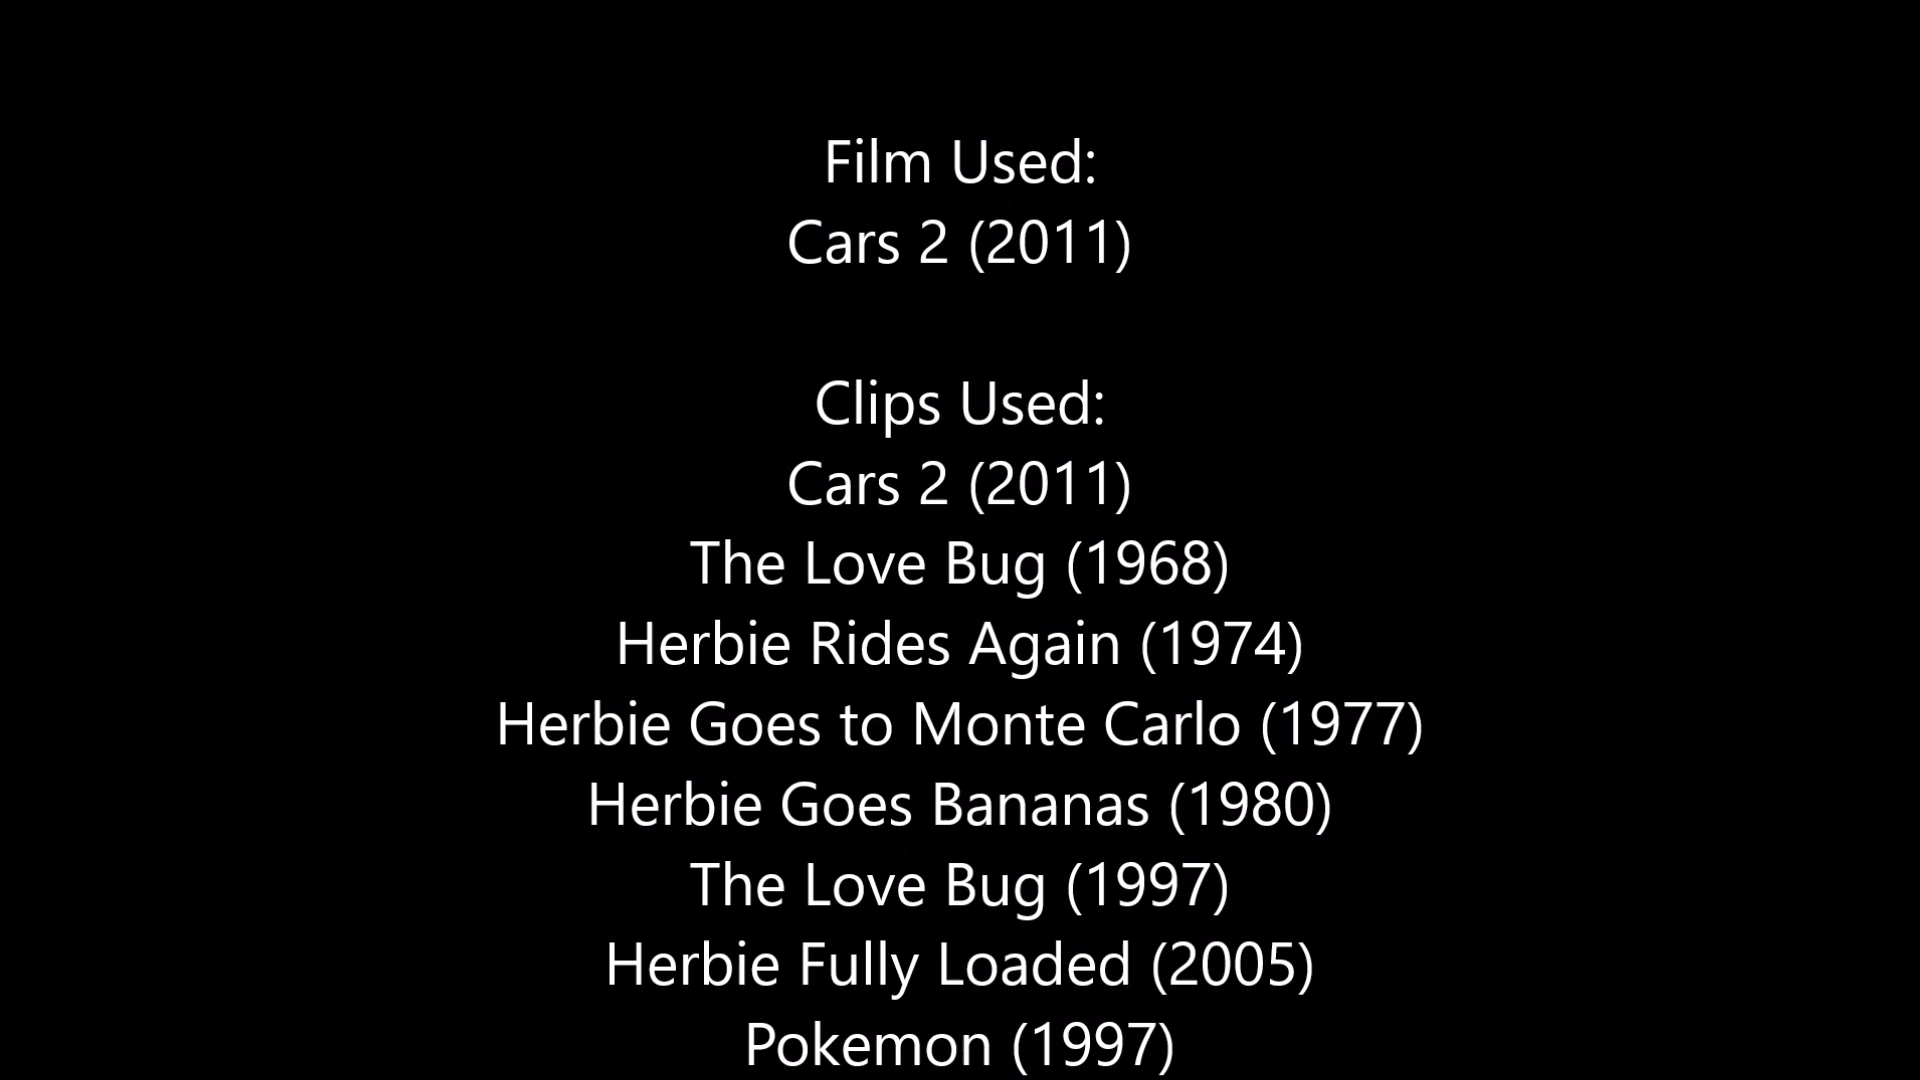 Film Used:
Cars 2 (2011)
Clips Used:
Cars 2 (2011)
The Love Bug (1968)
Herbie Rides Again (1974)
Herbie Goes to Monte Carlo (1977)
Herbie Goes Bananas (1980)
The Love Bug (1997)
Herbie Fully Loaded (2005)
Pokemon (1997)